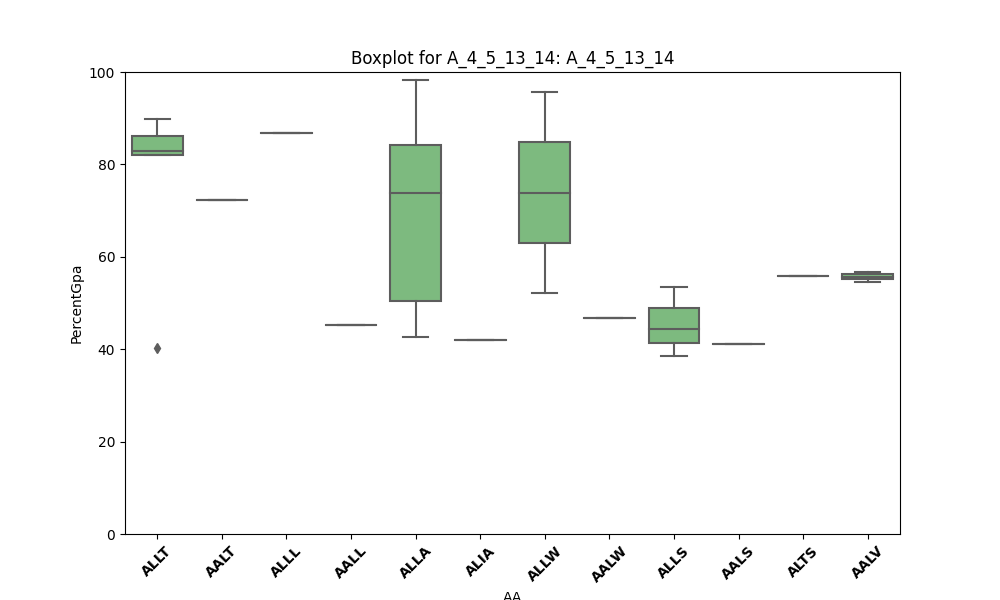 Boxplot for A_4_5_13_14: A_4_5_13_14
PercentGpa
100
80
60
40
20
0
ALLT AALT ALLL AALL ALLA ALIA ALLW AALW ALLS AALS ALTS AALV
AA